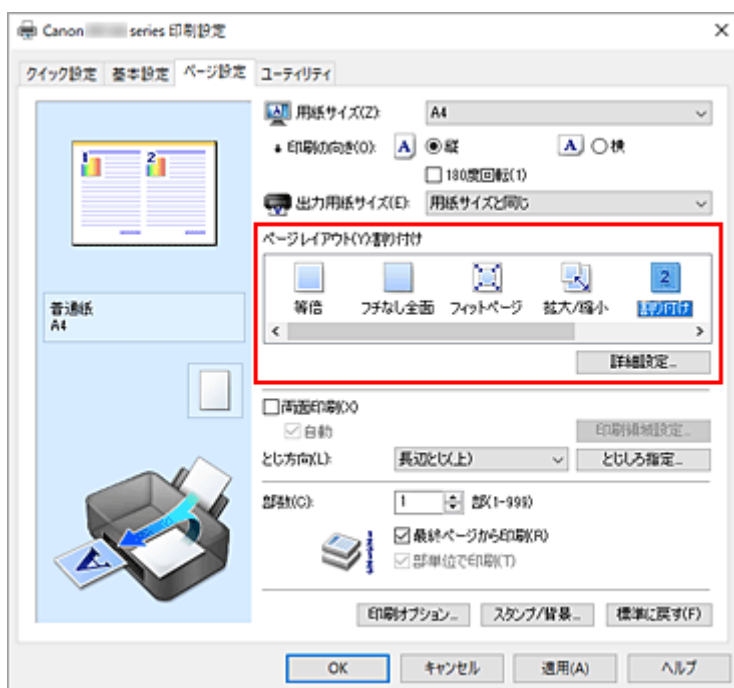 Canon series 印刷設定
クイック設定 基本設定 ページ設定 ユーティリティ
用紙サイズ(Z): A4
印刷の向き(O): A 縦 A 横
180度回転(1)
出力用紙サイズ(E): 用紙サイズと同じ
ページレイアウト(Y):割り付け
1 2
2
等倍 フチなし全面 フィットページ 拡大/縮小 割り付け
普通紙
A4
詳細設定...
両面印刷(X)
自動 印刷領域設定...
とじ方向(L): 長辺とじ(上) とじしろ指定...
部数(C): 1 部(1-999)
最終ページから印刷(R)
部単位で印刷(T)
A
印刷オプション... スタンプ/背景... 標準に戻す(F)
OK キャンセル 適用(A) ヘルプ